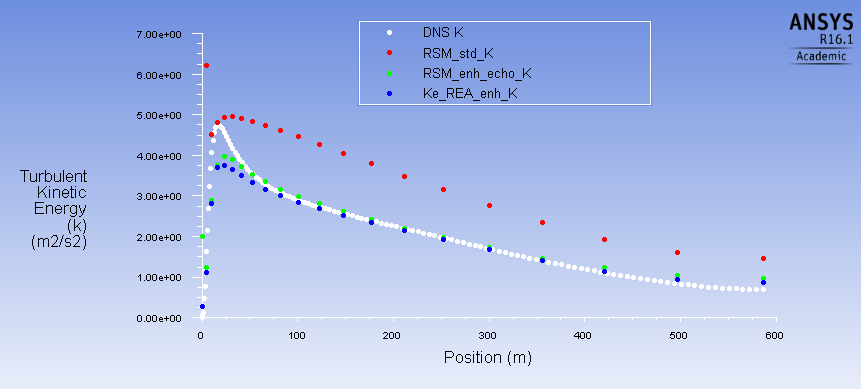 ANSYS
R16.1
Academic
DNS K
RSM_std_K
RSM_enh_echo_K
Ke_REA_enh_K
7.00e+00
6.00e+00
5.00e+00
4.00e+00
3.00e+00
2.00e+00
1.00e+00
0.00e+00
Turbulent
Kinetic
Energy
(k)
(m2/s2)
0 100 200 300 400 500 600
Position (m)